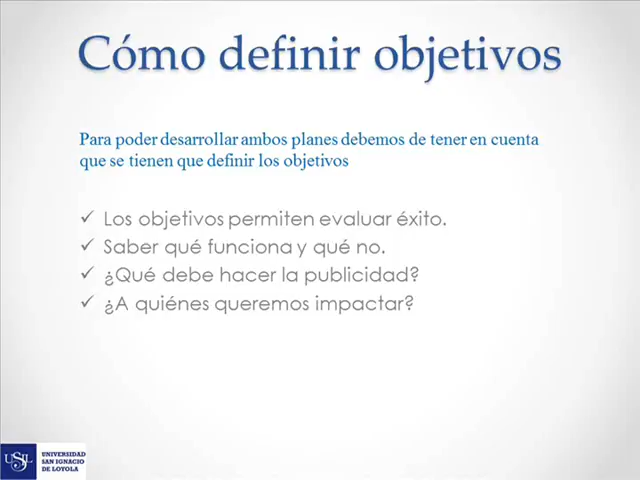 Cómo definir objetivos
Para poder desarrollar ambos planes debemos de tener en cuenta
que se tienen que definir los objetivos
✓ Los objetivos permiten evaluar éxito.
✓ Saber qué funciona y qué no.
✓ ¿Qué debe hacer la publicidad?
✓ ¿A quiénes queremos impactar?
USIL
UNIVERSIDAD
SAN IGNACIO
DE LOYOLA